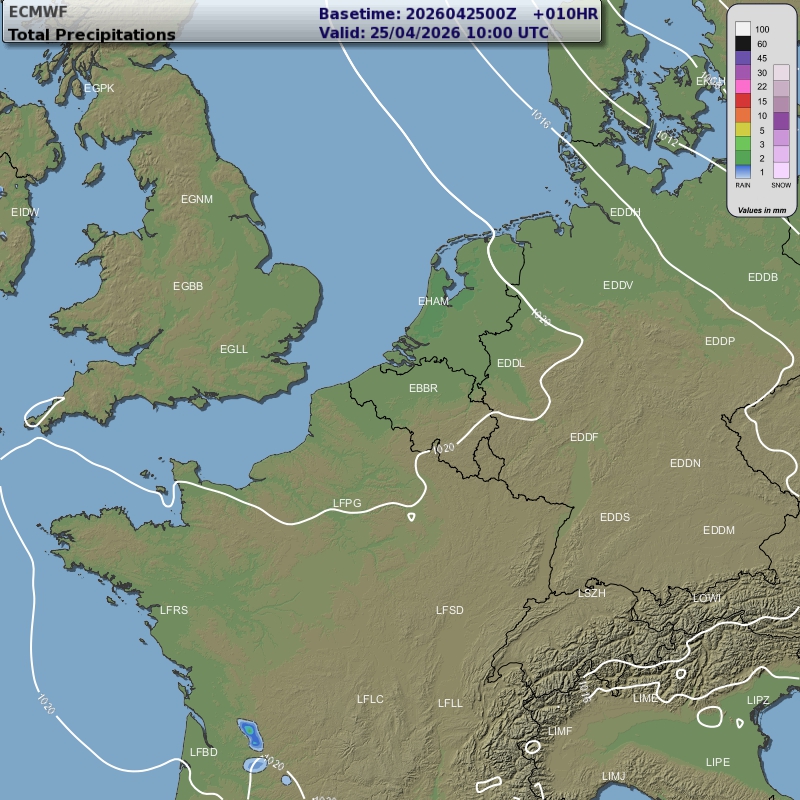 ECMWF
Basetime: 2026042500Z +010HR
Total Precipitations
Valid: 25/04/2026 10:00 UTC
100
60
45
30
22
15
10
5
3
2
1
RAIN
SNOW
Values in mm
EGPK
EKCH
1016
1012
EGNM
EIDW
EDDH
EGBB
EDDV
EDDB
EHAM
1020
EGLL
EDDP
EDDL
EBBR
EDDF
1020
EDDN
LFPG
EDDS
EDDM
LSZH
LOWI
LFRS
LFSD
1016
1020
LFLC
LFLL
LIME
LIPZ
LIMF
LFBD
1020
LIPE
LIMJ
1020